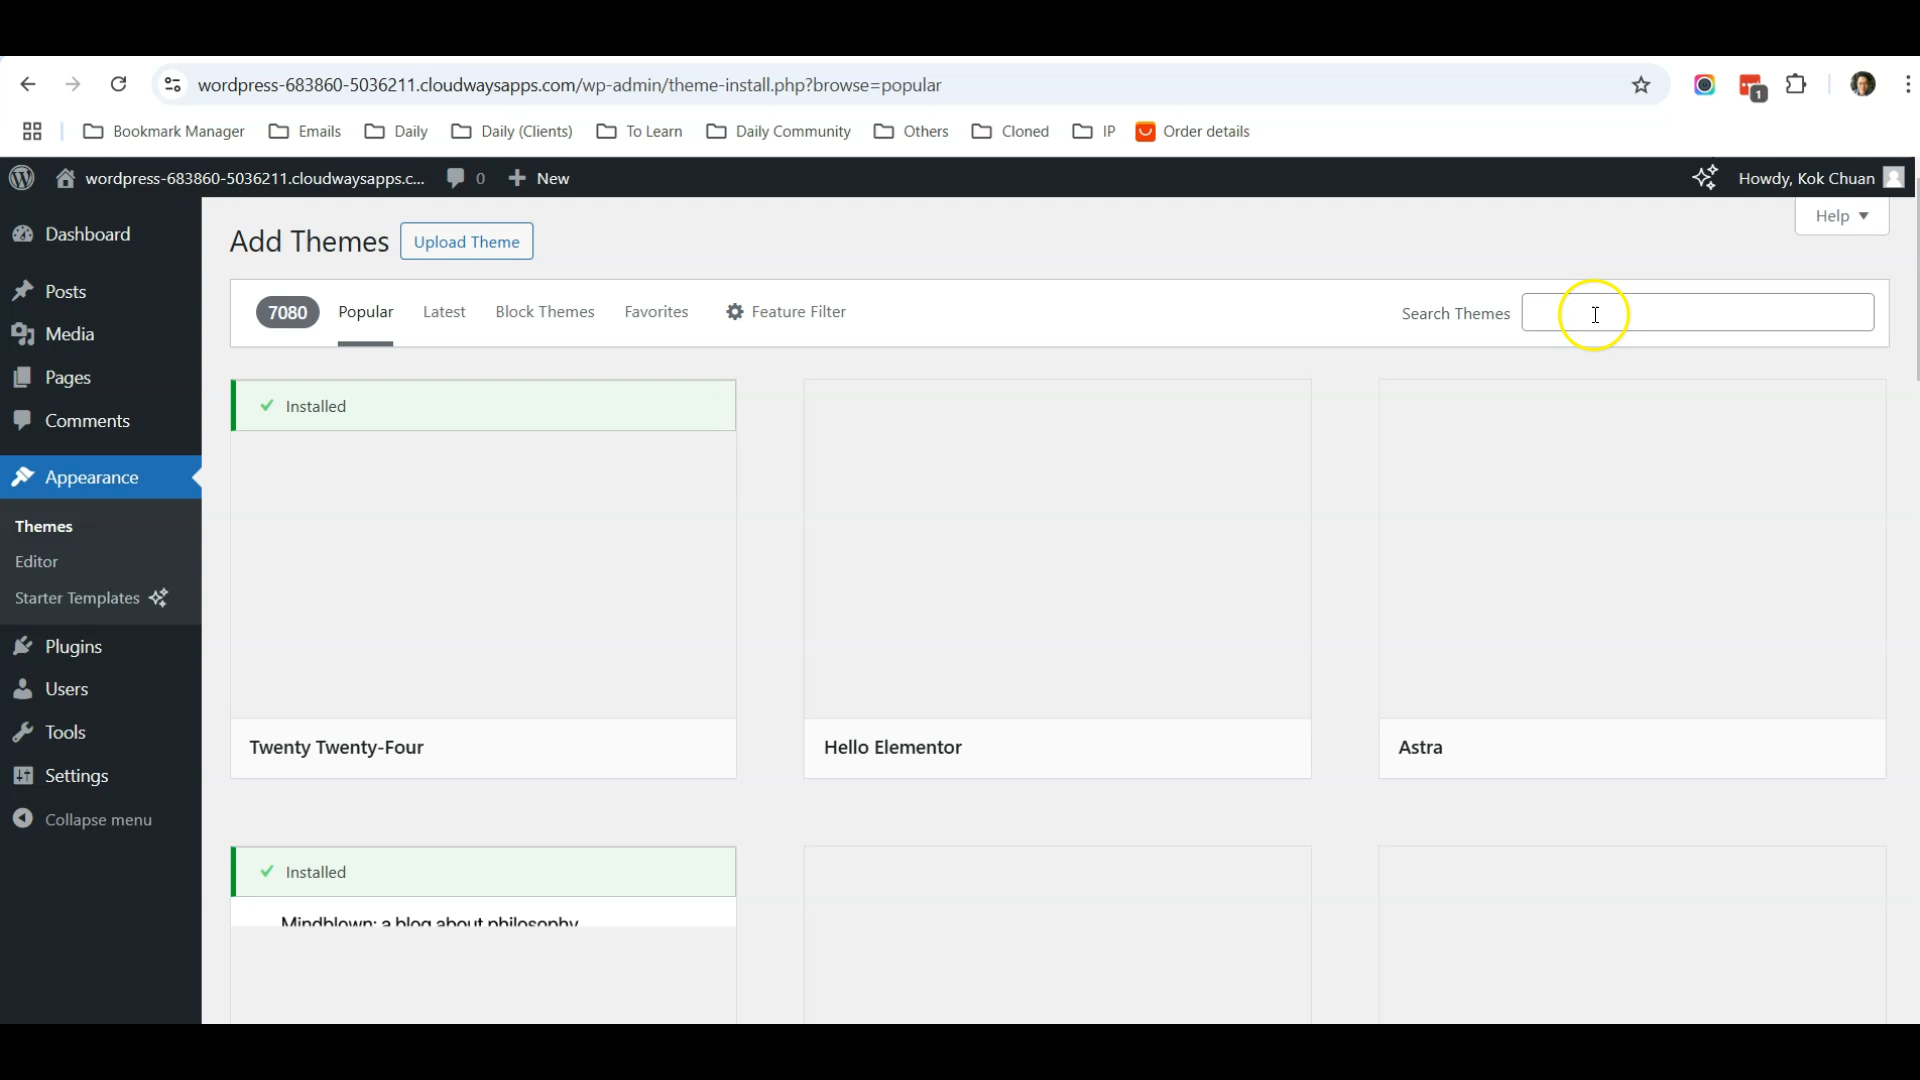 wordpress-683860-5036211.cloudwaysapps.com/wp-admin/theme-install.php?browse=popular
1
Bookmark Manager Emails Daily Daily (Clients) To Learn Daily Community Others Cloned IP Order details
wordpress-683860-5036211.cloudwaysapps.c... 0 New Howdy, Kok Chuan
Help
Dashboard
Posts
Media
Pages
Comments
Appearance
Themes
Editor
Starter Templates
Plugins
Users
Tools
Settings
Collapse menu
Add Themes Upload Theme
7080 Popular Latest Block Themes Favorites Feature Filter Search Themes
Installed
Twenty Twenty-Four
Hello Elementor
Astra
Installed
Mindblown: a blog about philosophy